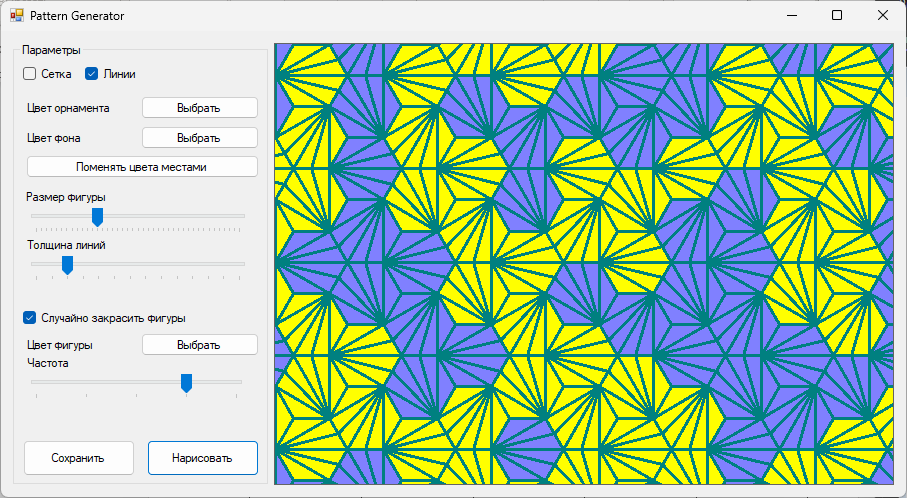 Pattern Generator
Параметры
Сетка
Линии
Цвет орнамента
Выбрать
Цвет фона
Выбрать
Поменять цвета местами
Размер фигуры
Толщина линий
Случайно закрасить фигуры
Цвет фигуры
Выбрать
Частота
Сохранить
Нарисовать